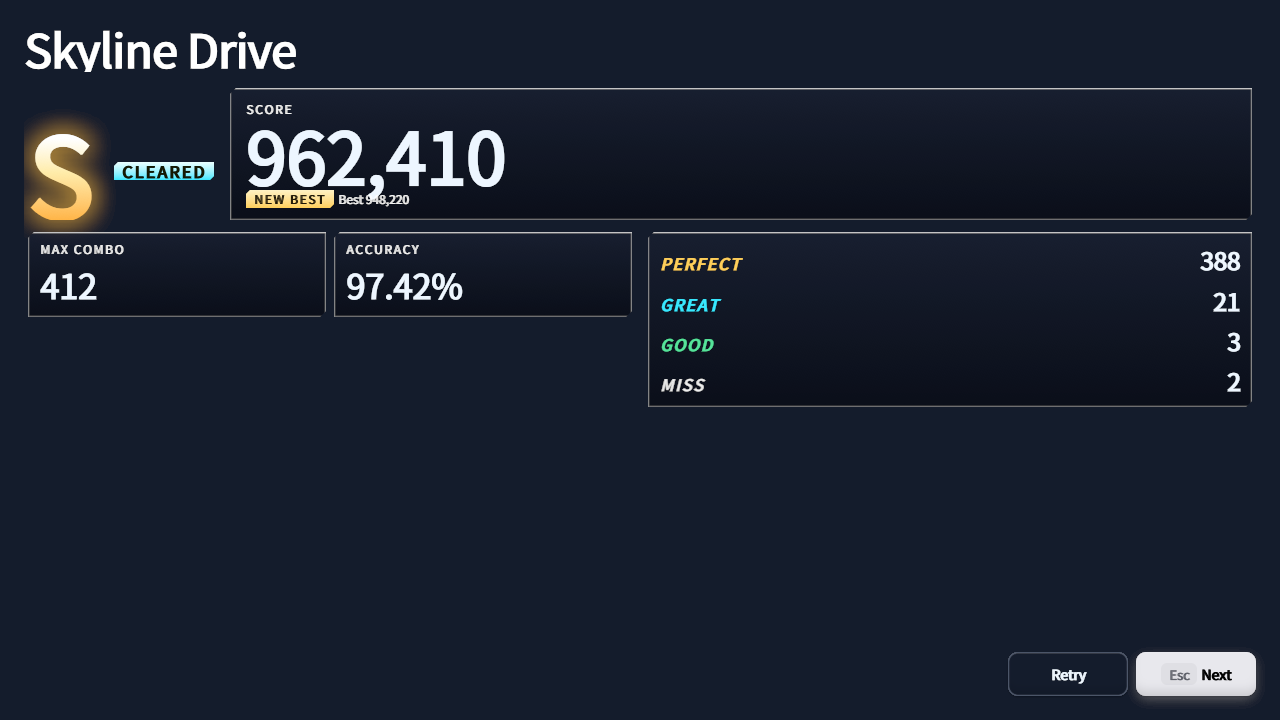 Skyline Drive
S
CLEARED
SCORE
962,410
NEW BEST Best 948,220
MAX COMBO
412
ACCURACY
97.42%
PERFECT 388
GREAT 21
GOOD 3
MISS 2
Retry
Esc Next